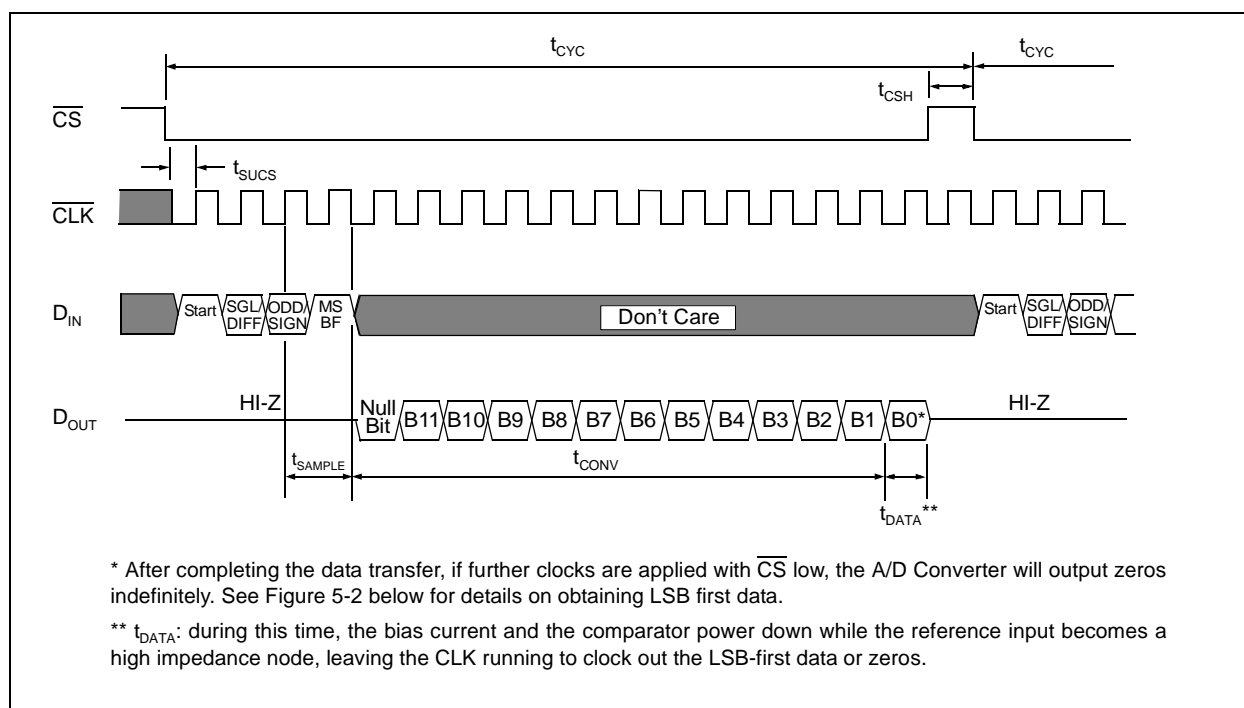 tCYC tCYC
tCSH
CS
tSUCS
CLK
DIN Start SGL/ DIFF ODD/ SIGN MS BF Don't Care Start SGL/ DIFF ODD/ SIGN
HI-Z HI-Z
DOUT Null Bit B11 B10 B9 B8 B7 B6 B5 B4 B3 B2 B1 B0*
tSAMPLE tCONV
tDATA**
* After completing the data transfer, if further clocks are applied with CS low, the A/D Converter will output zeros
indefinitely. See Figure 5-2 below for details on obtaining LSB first data.
** tDATA: during this time, the bias current and the comparator power down while the reference input becomes a
high impedance node, leaving the CLK running to clock out the LSB-first data or zeros.